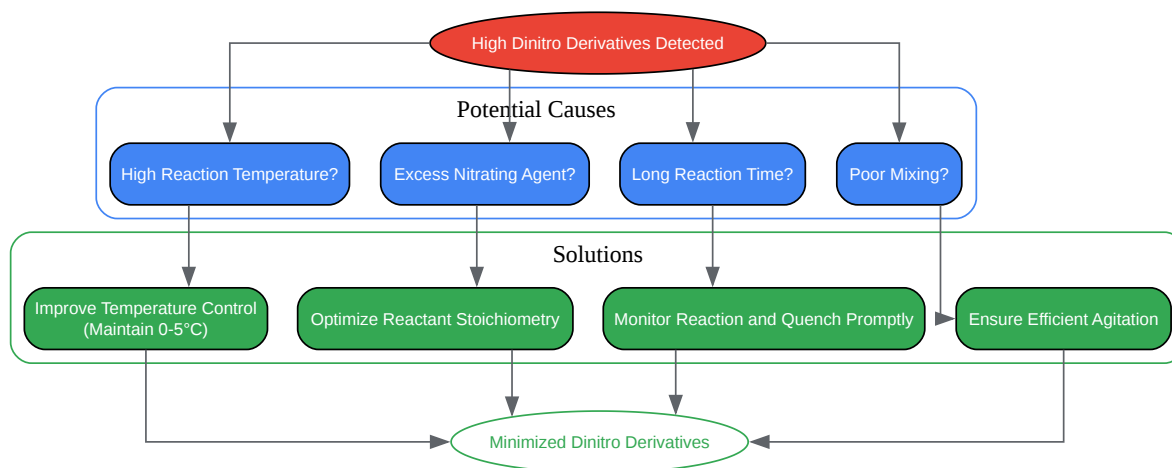 High Dinitro Derivatives Detected
Potential Causes
High Reaction Temperature?
Excess Nitrating Agent?
Long Reaction Time?
Poor Mixing?
Solutions
Improve Temperature Control
(Maintain 0-5°C)
Optimize Reactant Stoichiometry
Monitor Reaction and Quench Promptly
Ensure Efficient Agitation
Minimized Dinitro Derivatives